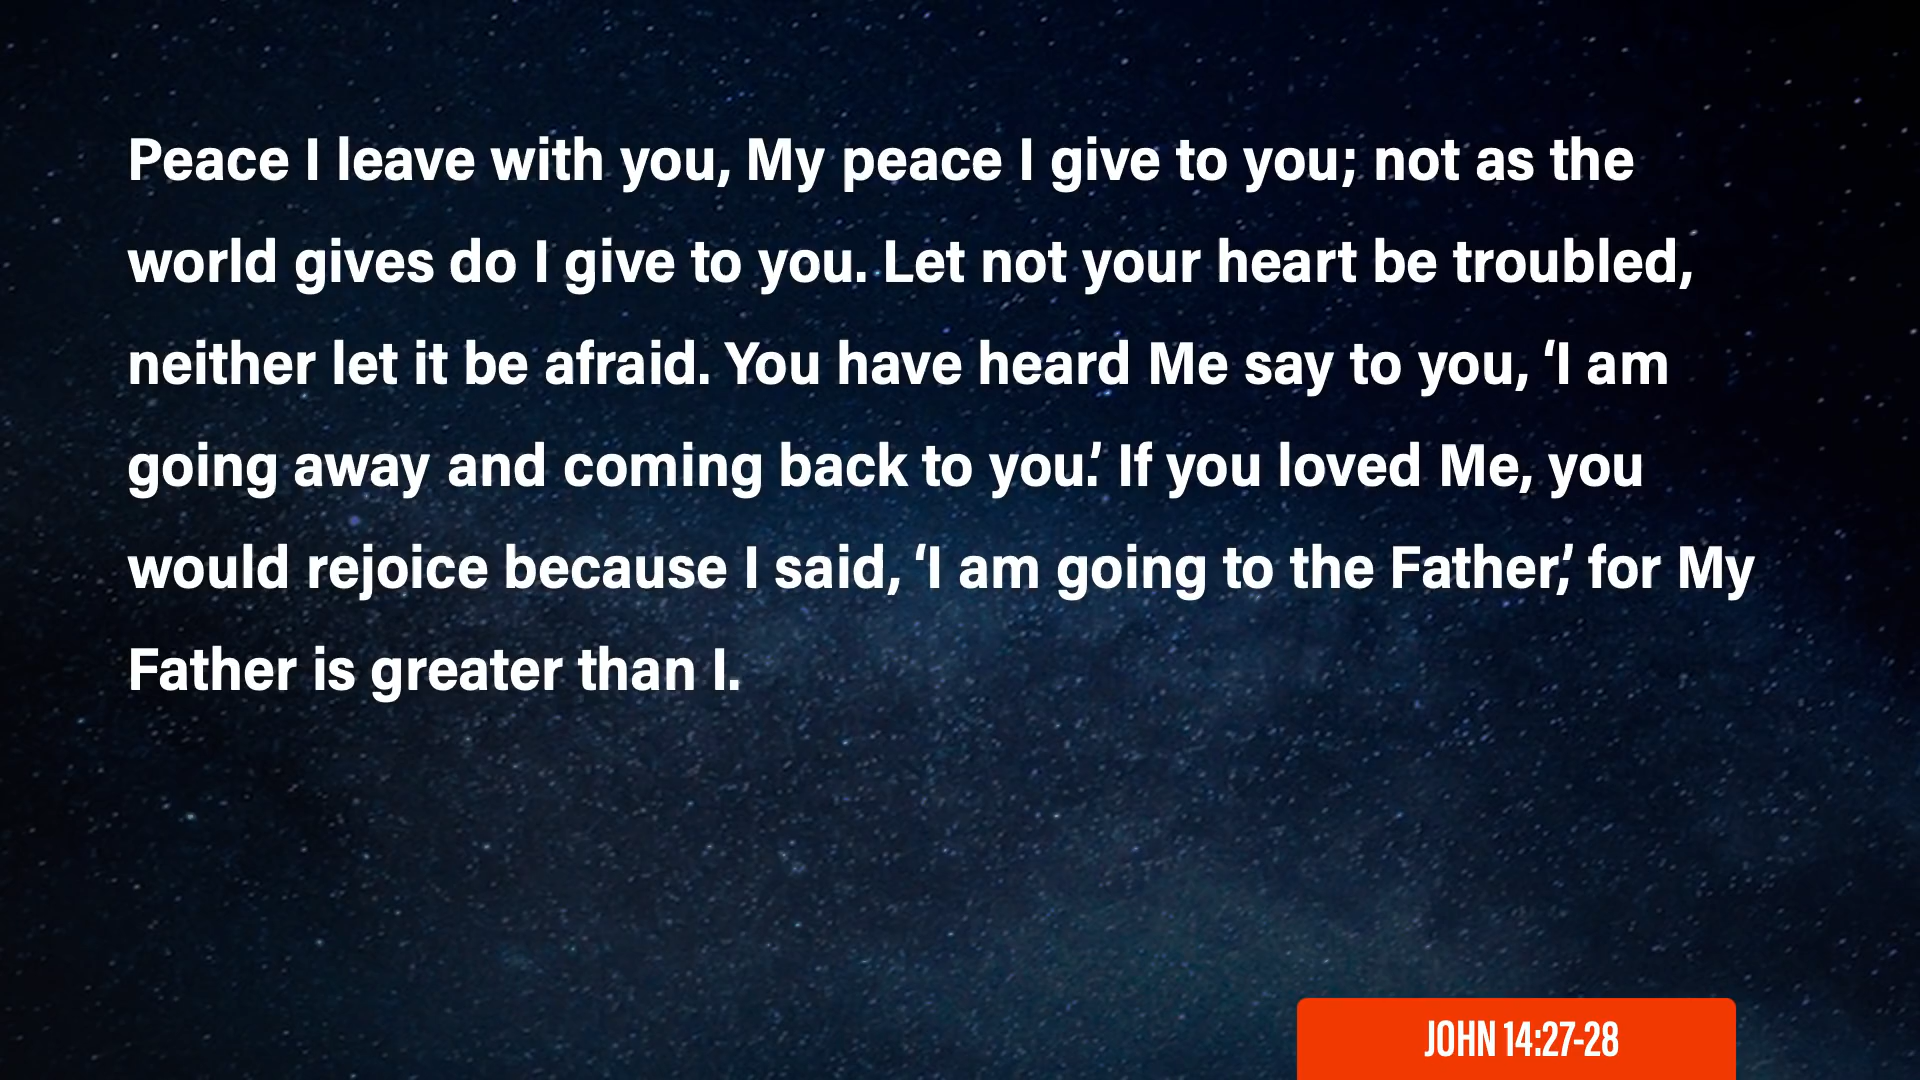 Peace I leave with you, My peace I give to you; not as the
world gives do I give to you. Let not your heart be troubled,
neither let it be afraid. You have heard Me say to you, ‘I am
going away and coming back to you.’ If you loved Me, you
would rejoice because I said, ‘I am going to the Father,’ for My
Father is greater than I.
JOHN 14:27-28